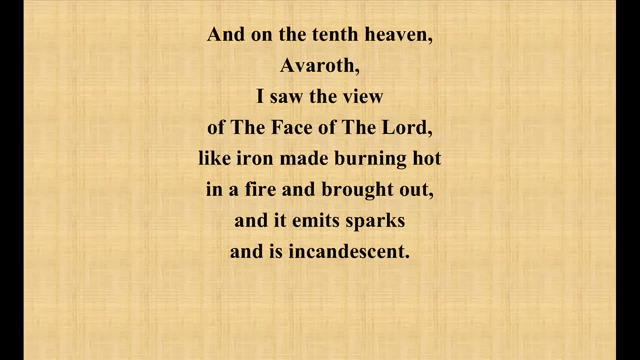 And on the tenth heaven,
Avaroth,
I saw the view
of The Face of The Lord,
like iron made burning hot
in a fire and brought out,
and it emits sparks
and is incandescent.